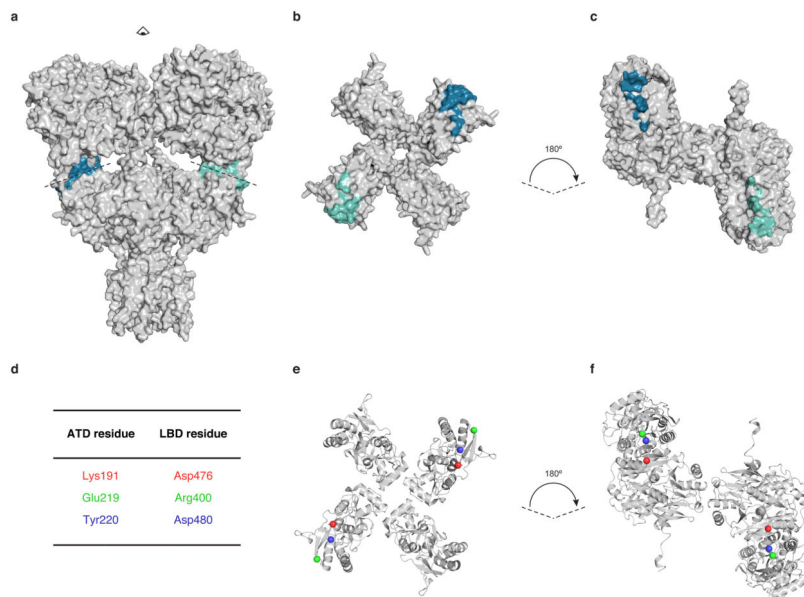 a
b
c
180º
d
ATD residue LBD residue
Lys191 Asp476
Glu219 Arg400
Tyr220 Asp480
e
f
180º